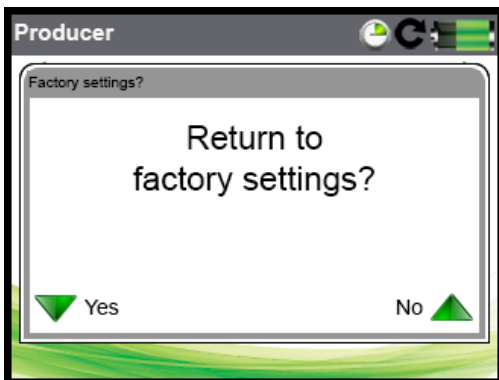 Producer
Factory settings?
Return to
factory settings?
Yes No